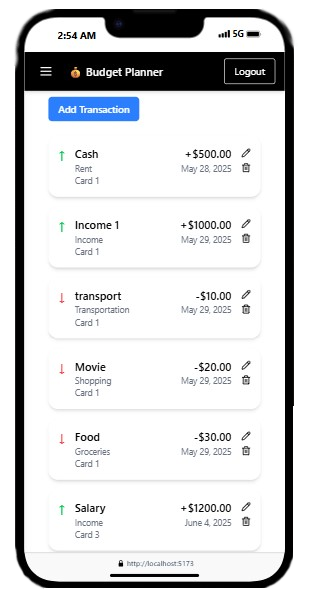 2:54 AM 5G
Budget Planner Logout
Add Transaction
Cash +$500.00
Rent May 28, 2025
Card 1
Income 1 +$1000.00
Income May 29, 2025
Card 1
transport -$10.00
Transportation May 29, 2025
Card 1
Movie -$20.00
Shopping May 29, 2025
Card 1
Food -$30.00
Groceries May 29, 2025
Card 1
Salary +$1200.00
Income June 4, 2025
Card 3
http://localhost:5173